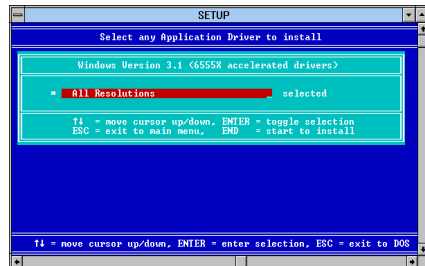 SETUP
Select any Application Driver to install
Windows Version 3.1 (6555X accelerated drivers)
* All Resolutions _ selected
↑↓ = move cursor up/down, ENTER = toggle selection
ESC = exit to main menu, END = start to install
↑↓ = move cursor up/down, ENTER = enter selection, ESC = exit to DOS